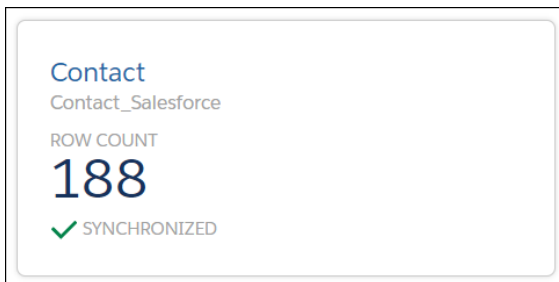 Contact
Contact_Salesforce
ROW COUNT
188
SYNCHRONIZED